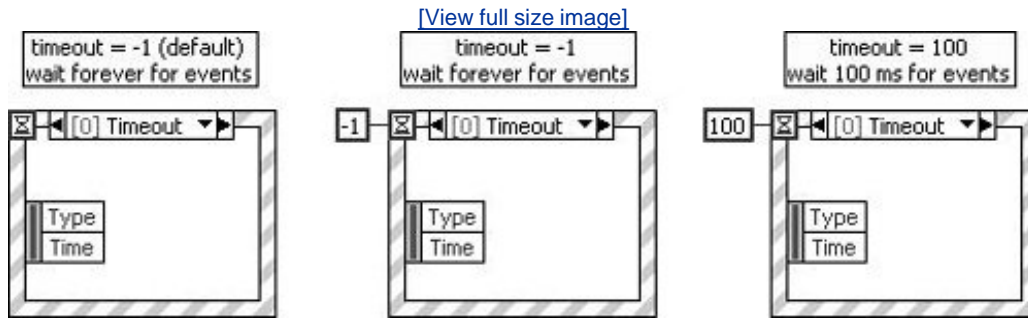 [View full size image]
timeout = -1 (default)
wait forever for events
timeout = -1
wait forever for events
timeout = 100
wait 100 ms for events
[0] Timeout
Type
Time
-1
[0] Timeout
Type
Time
100
[0] Timeout
Type
Time